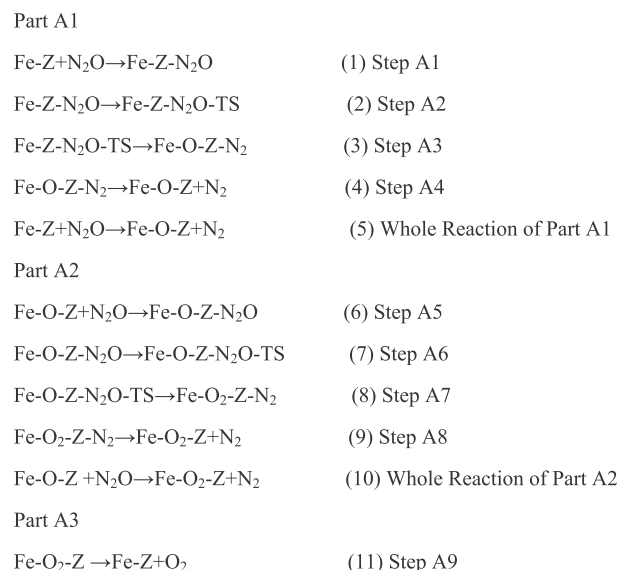 Part A1
Fe-Z+N₂O→Fe-Z-N₂O (1) Step A1
Fe-Z-N₂O→Fe-Z-N₂O-TS (2) Step A2
Fe-Z-N₂O-TS→Fe-O-Z-N₂ (3) Step A3
Fe-O-Z-N₂→Fe-O-Z+N₂ (4) Step A4
Fe-Z+N₂O→Fe-O-Z+N₂ (5) Whole Reaction of Part A1
Part A2
Fe-O-Z+N₂O→Fe-O-Z-N₂O (6) Step A5
Fe-O-Z-N₂O→Fe-O-Z-N₂O-TS (7) Step A6
Fe-O-Z-N₂O-TS→Fe-O₂-Z-N₂ (8) Step A7
Fe-O₂-Z-N₂→Fe-O₂-Z+N₂ (9) Step A8
Fe-O-Z +N₂O→Fe-O₂-Z+N₂ (10) Whole Reaction of Part A2
Part A3
Fe-O₂-Z →Fe-Z+O₂ (11) Step A9